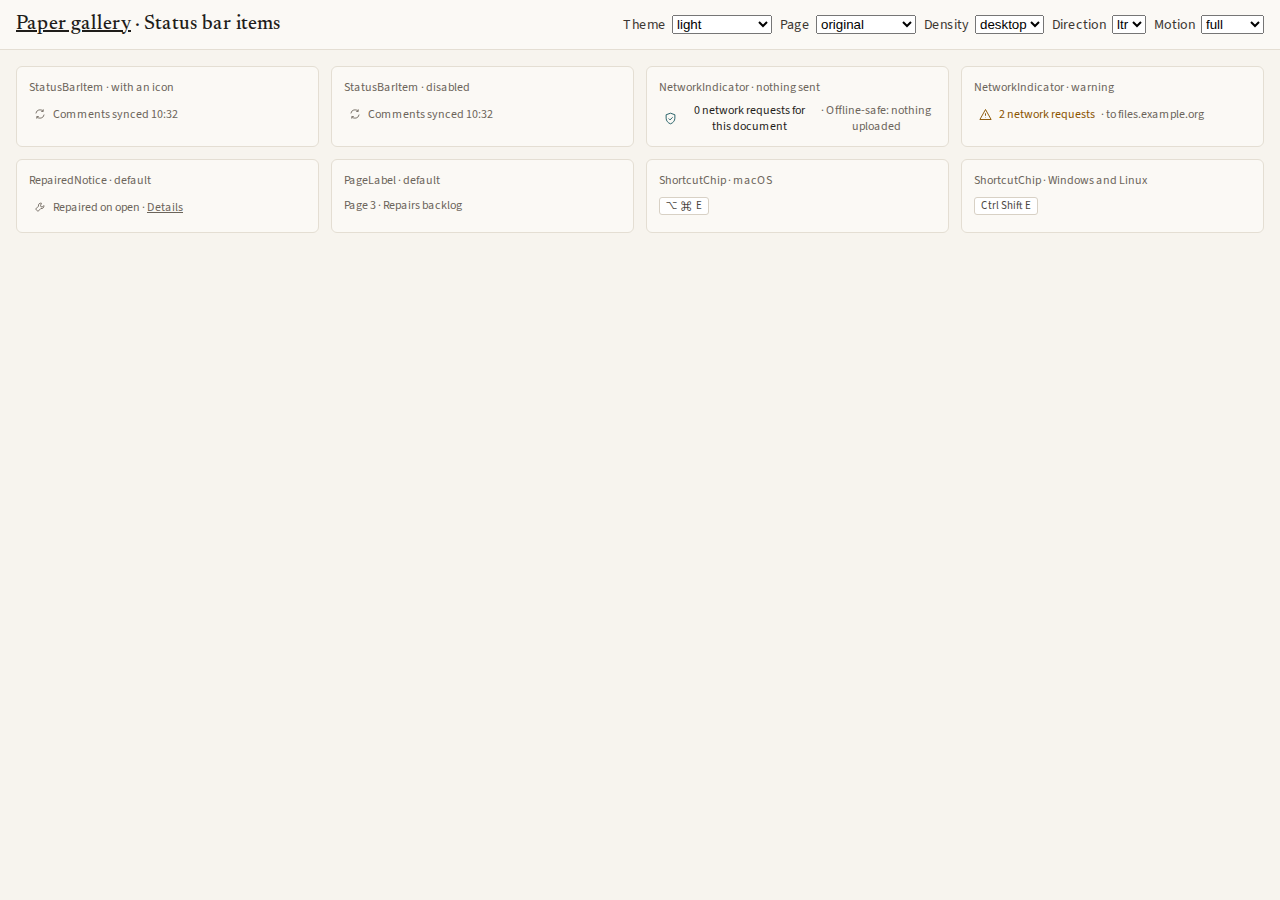 Paper gallery · Status bar items
Theme light Page original Density desktop Direction ltr Motion full
StatusBarItem · with an icon
Comments synced 10:32
StatusBarItem · disabled
Comments synced 10:32
NetworkIndicator · nothing sent
0 network requests for
this document
· Offline-safe: nothing
uploaded
NetworkIndicator · warning
2 network requests · to files.example.org
RepairedNotice · default
Repaired on open · Details
PageLabel · default
Page 3 · Repairs backlog
ShortcutChip · macOS
⌥ ⌘ E
ShortcutChip · Windows and Linux
Ctrl Shift E